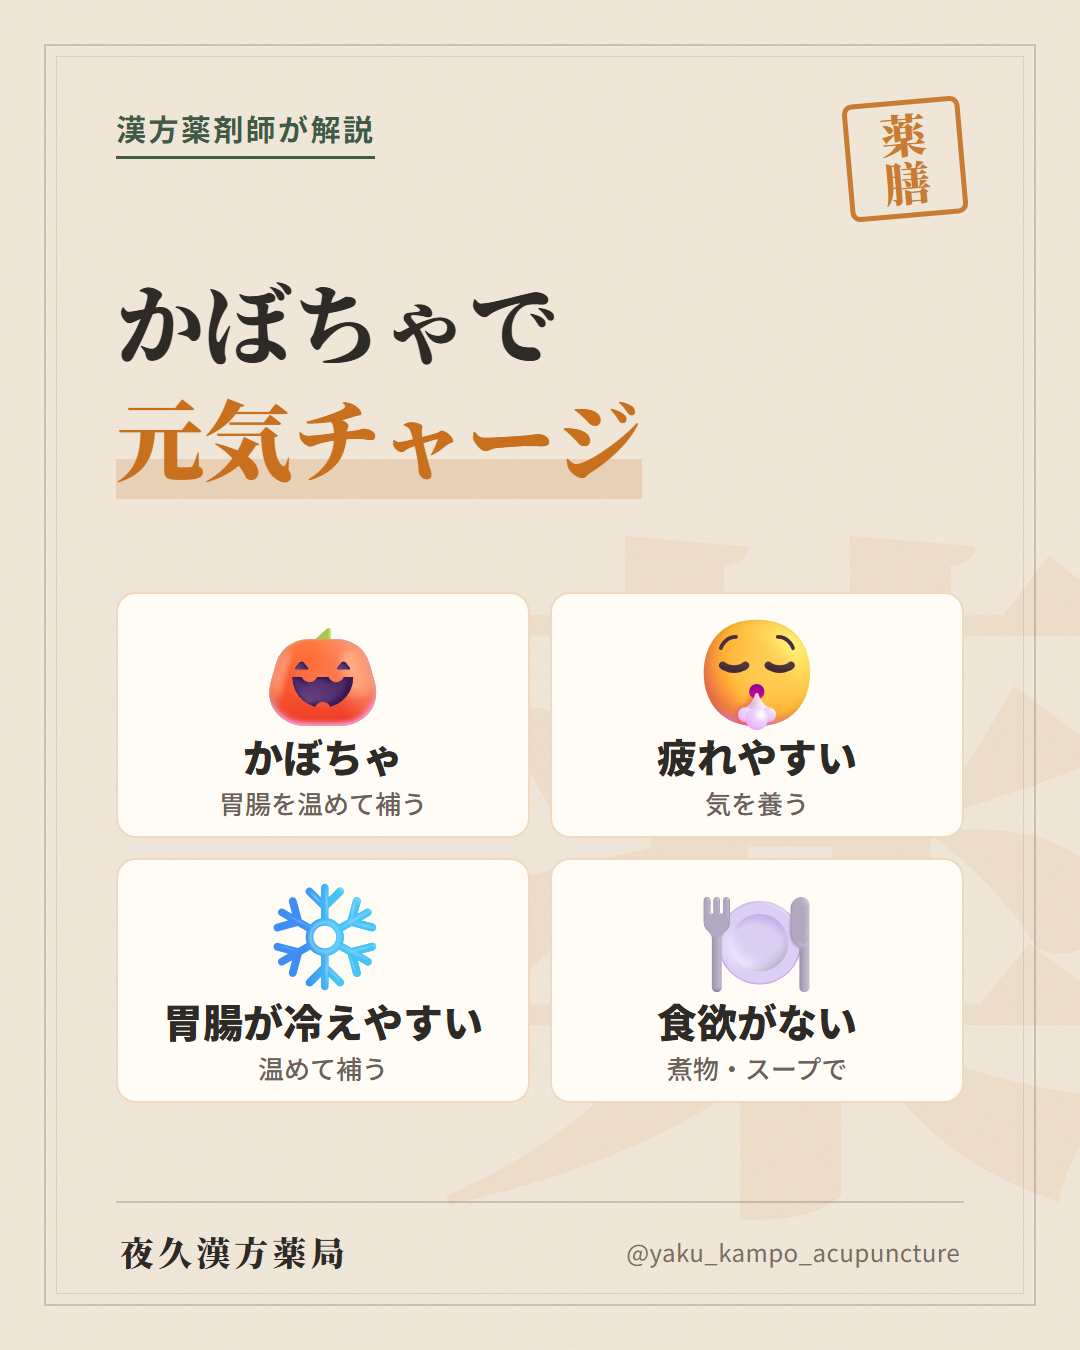 漢方薬剤師が解説
薬膳
かぼちゃで
元気チャージ
かぼちゃ
胃腸を温めて補う
疲れやすい
気を養う
胃腸が冷えやすい
温めて補う
食欲がない
煮物・スープで
夜久漢方薬局
@yaku_kampo_acupuncture
薬